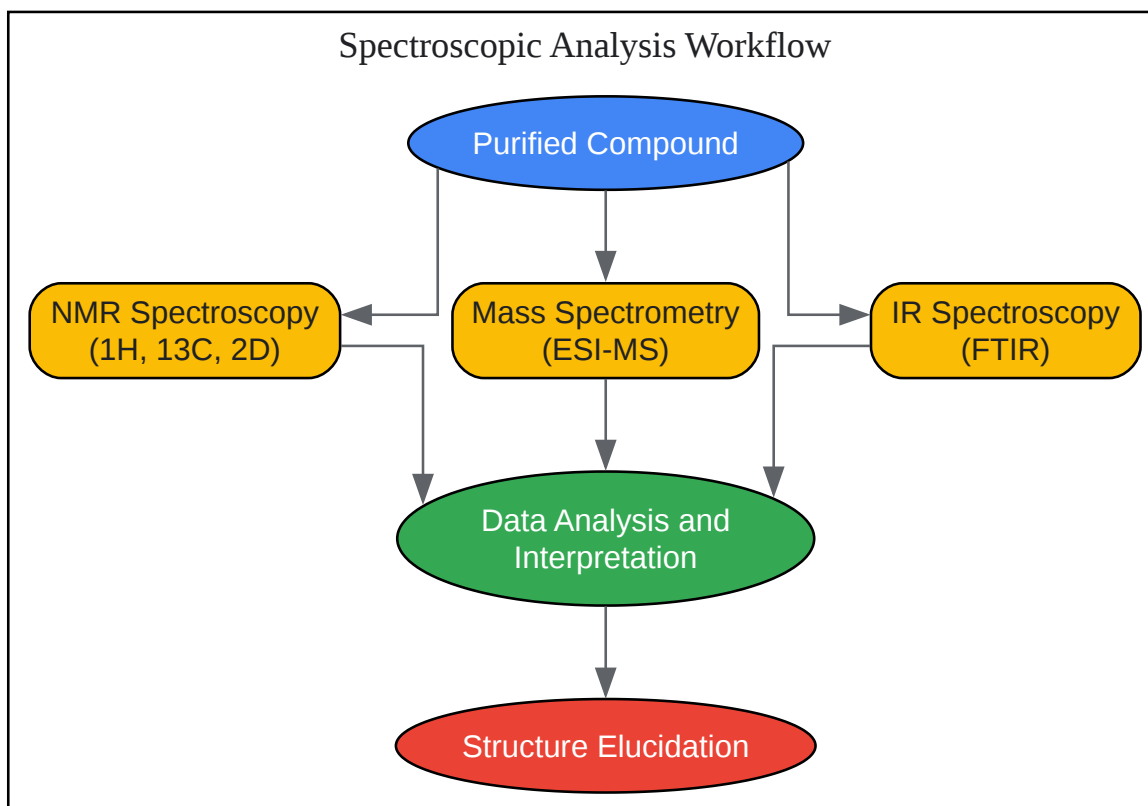 Spectroscopic Analysis Workflow
Purified Compound
NMR Spectroscopy
(1H, 13C, 2D)
Mass Spectrometry
(ESI-MS)
IR Spectroscopy
(FTIR)
Data Analysis and
Interpretation
Structure Elucidation